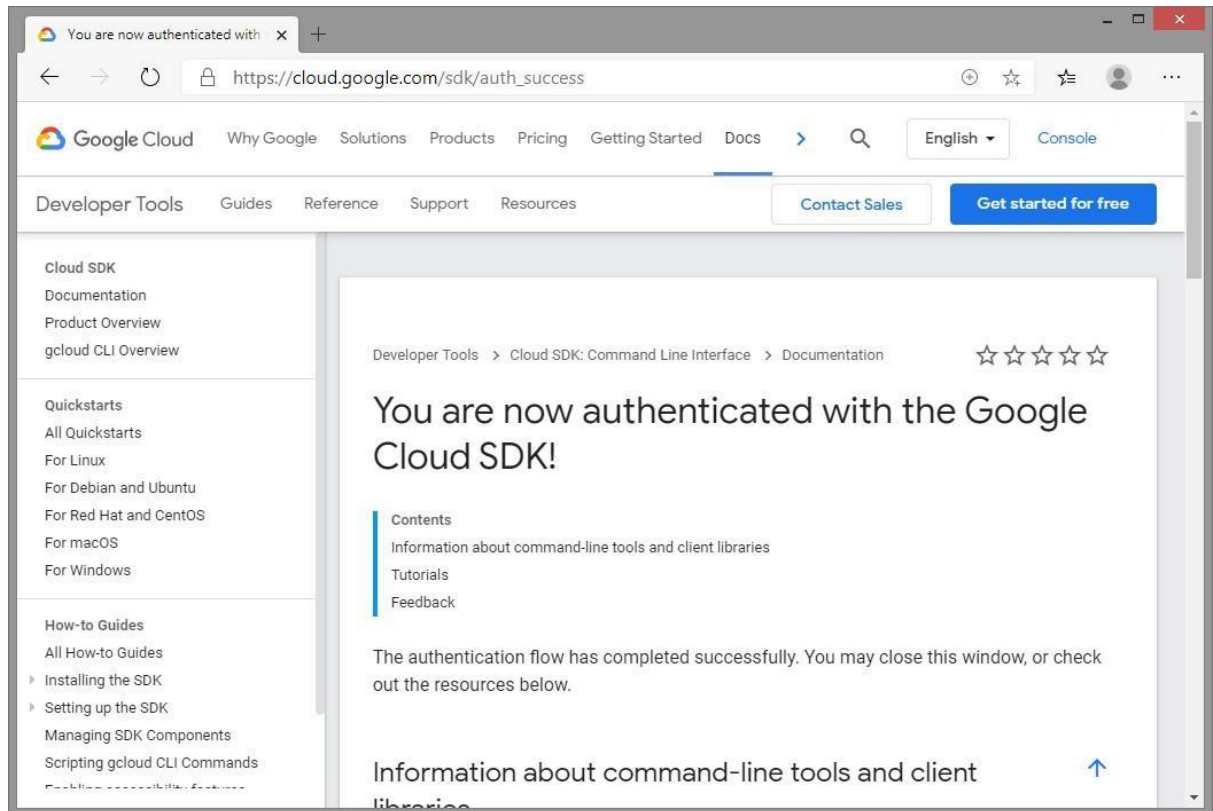 You are now authenticated with
https://cloud.google.com/sdk/auth_success
Google Cloud Why Google Solutions Products Pricing Getting Started Docs English Console
Developer Tools Guides Reference Support Resources Contact Sales Get started for free
Cloud SDK
Documentation
Product Overview
gcloud CLI Overview
Quickstarts
All Quickstarts
For Linux
For Debian and Ubuntu
For Red Hat and CentOS
For macOS
For Windows
How-to Guides
All How-to Guides
Installing the SDK
Setting up the SDK
Managing SDK Components
Scripting gcloud CLI Commands
Enabling accessibility features
Developer Tools > Cloud SDK: Command Line Interface > Documentation
You are now authenticated with the Google
Cloud SDK!
Contents
Information about command-line tools and client libraries
Tutorials
Feedback
The authentication flow has completed successfully. You may close this window, or check
out the resources below.
Information about command-line tools and client
libraries